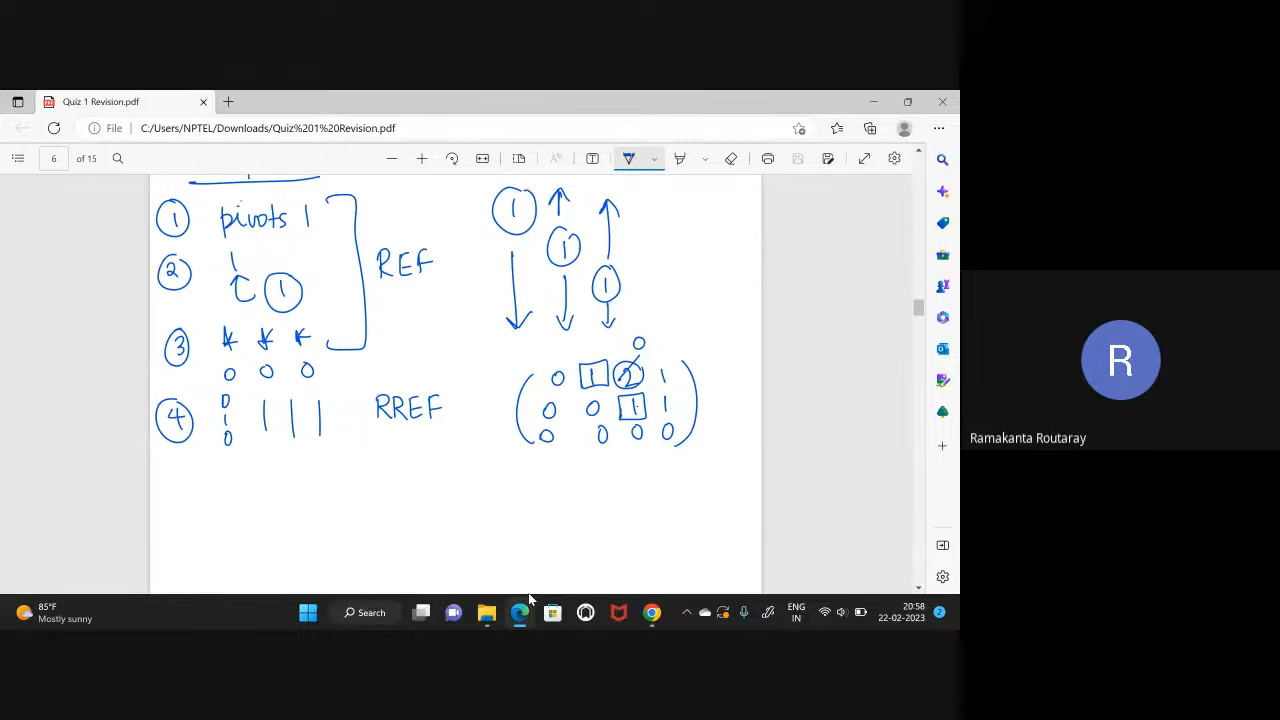 Quiz 1 Revision.pdf
File C:/Users/NPTEL/Downloads/Quiz%201%20Revision.pdf
6 of 15
1 pivots 1
2 1
1
3 * * *
0 0 0
REF
4 0
1
0
RREF
1
1
1
0
0 1 2 1
0 0 1 1
0 0 0 0
R
Ramakanta Routaray
85°F
Mostly sunny
Search
ENG
IN
20:58
22-02-2023
2